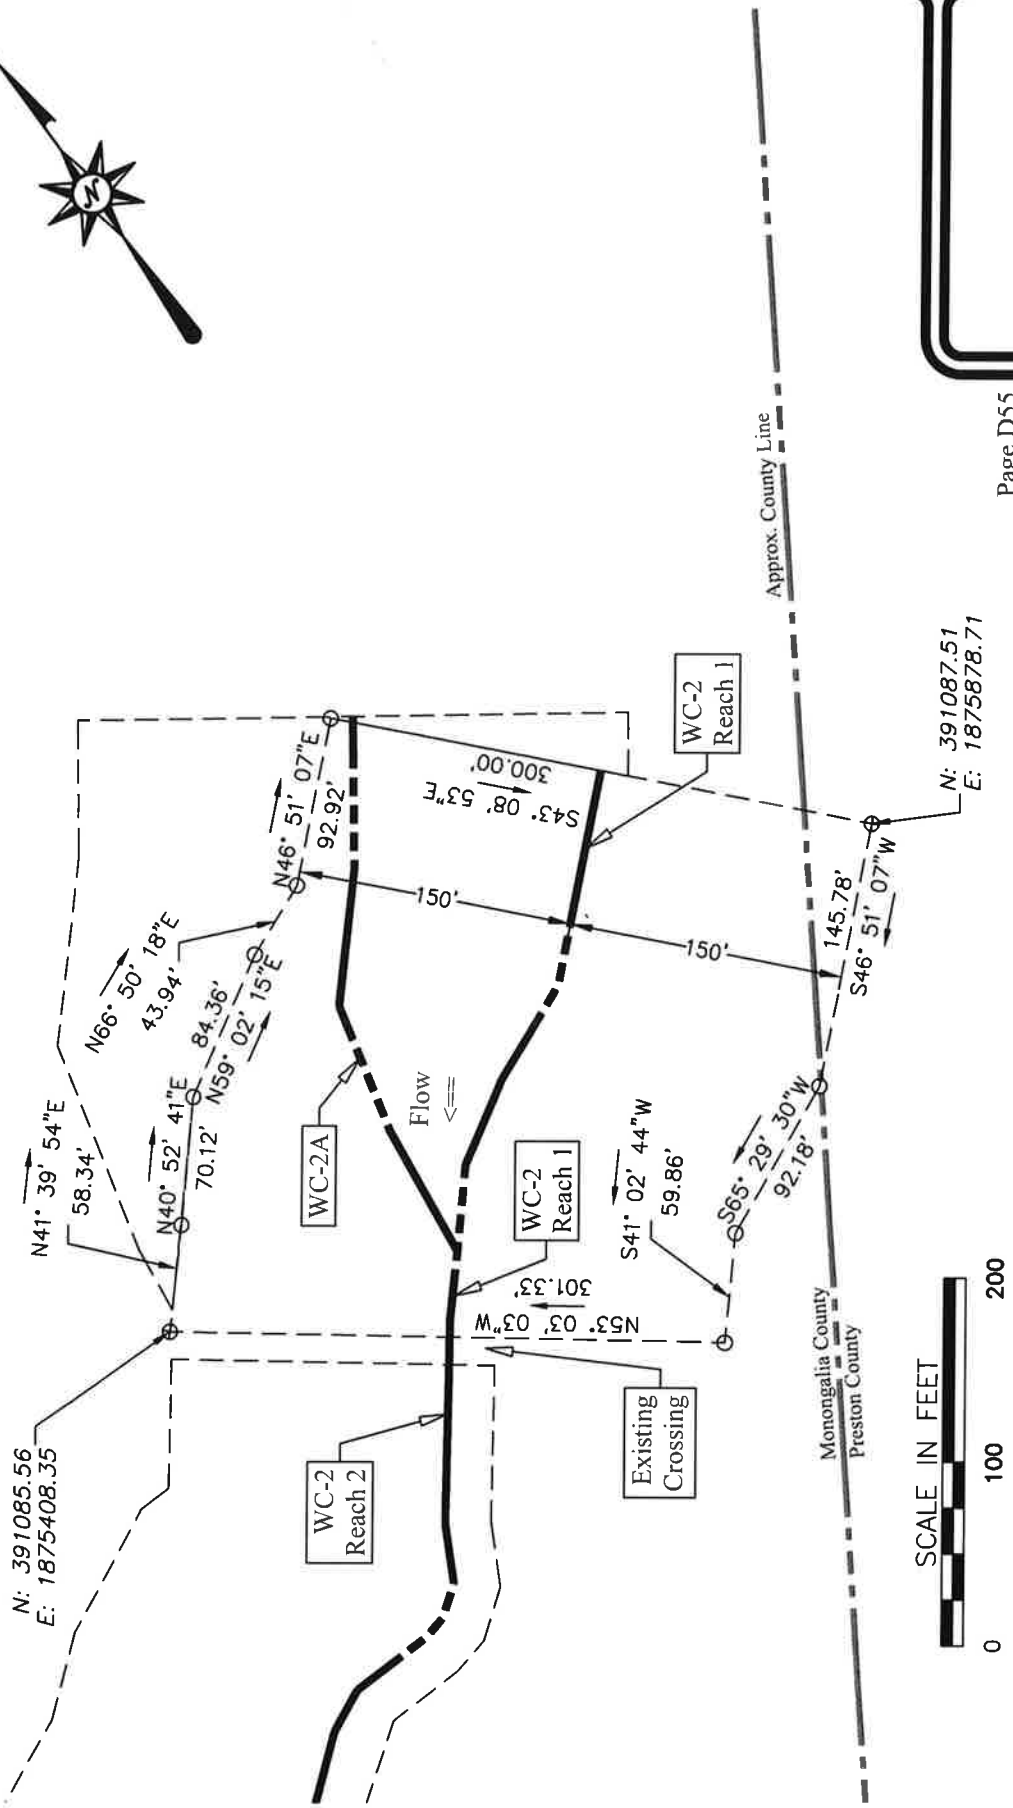 N: 391085.56
E: 1875408.35
N41° 39' 54"E
58.34'
N40° 52' 41"E
70.12'
N66° 50' 18"E
43.94'
84.36'
N59° 02' 15"E
N46° 51' 07"E
92.92'
N
S43° 08' 53"E
300.00'
150'
150'
WC-2A
Flow
<==
WC-2
Reach 1
WC-2
Reach 1
WC-2
Reach 2
N53° 03' 03"W
301.33'
Existing
Crossing
S41° 02' 44"W
59.86'
S65° 29' 30"W
92.18'
145.78'
S46° 51' 07"W
N: 391087.51
E: 1875878.71
Approx. County Line
Monongalia County
Preston County
SCALE IN FEET
0 100 200
Page D55